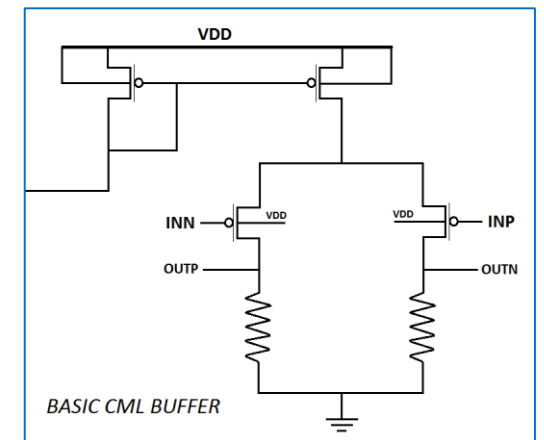 VDD
INN
VDD
VDD
INP
OUTP
OUTN
BASIC CML BUFFER